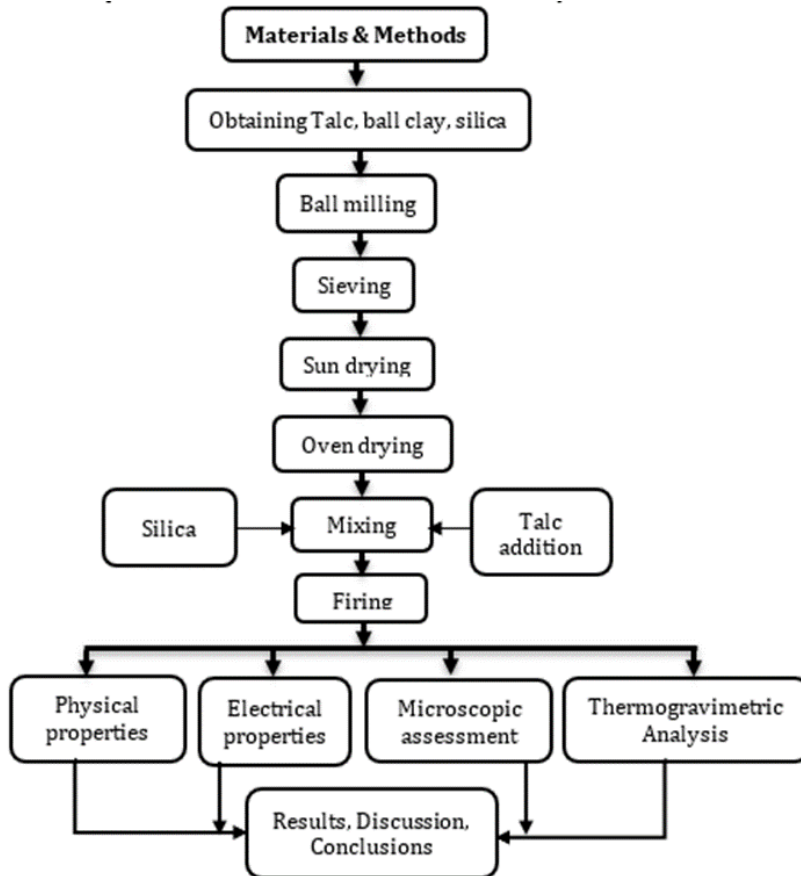 Materials & Methods
Obtaining Talc, ball clay, silica
Ball milling
Sieving
Sun drying
Oven drying
Silica
Mixing
Talc
addition
Firing
Physical
properties
Electrical
properties
Microscopic
assessment
Thermogravimetric
Analysis
Results, Discussion,
Conclusions